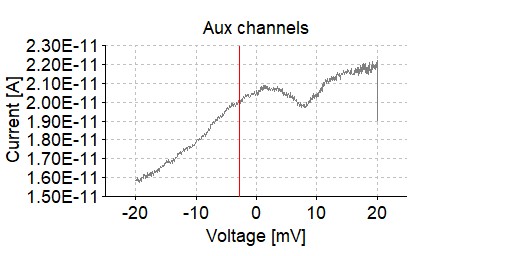 Aux channels
2.30E-11
2.20E-11
2.10E-11
2.00E-11
1.90E-11
1.80E-11
1.70E-11
1.60E-11
1.50E-11
Current [A]
-20 -10 0 10 20
Voltage [mV]